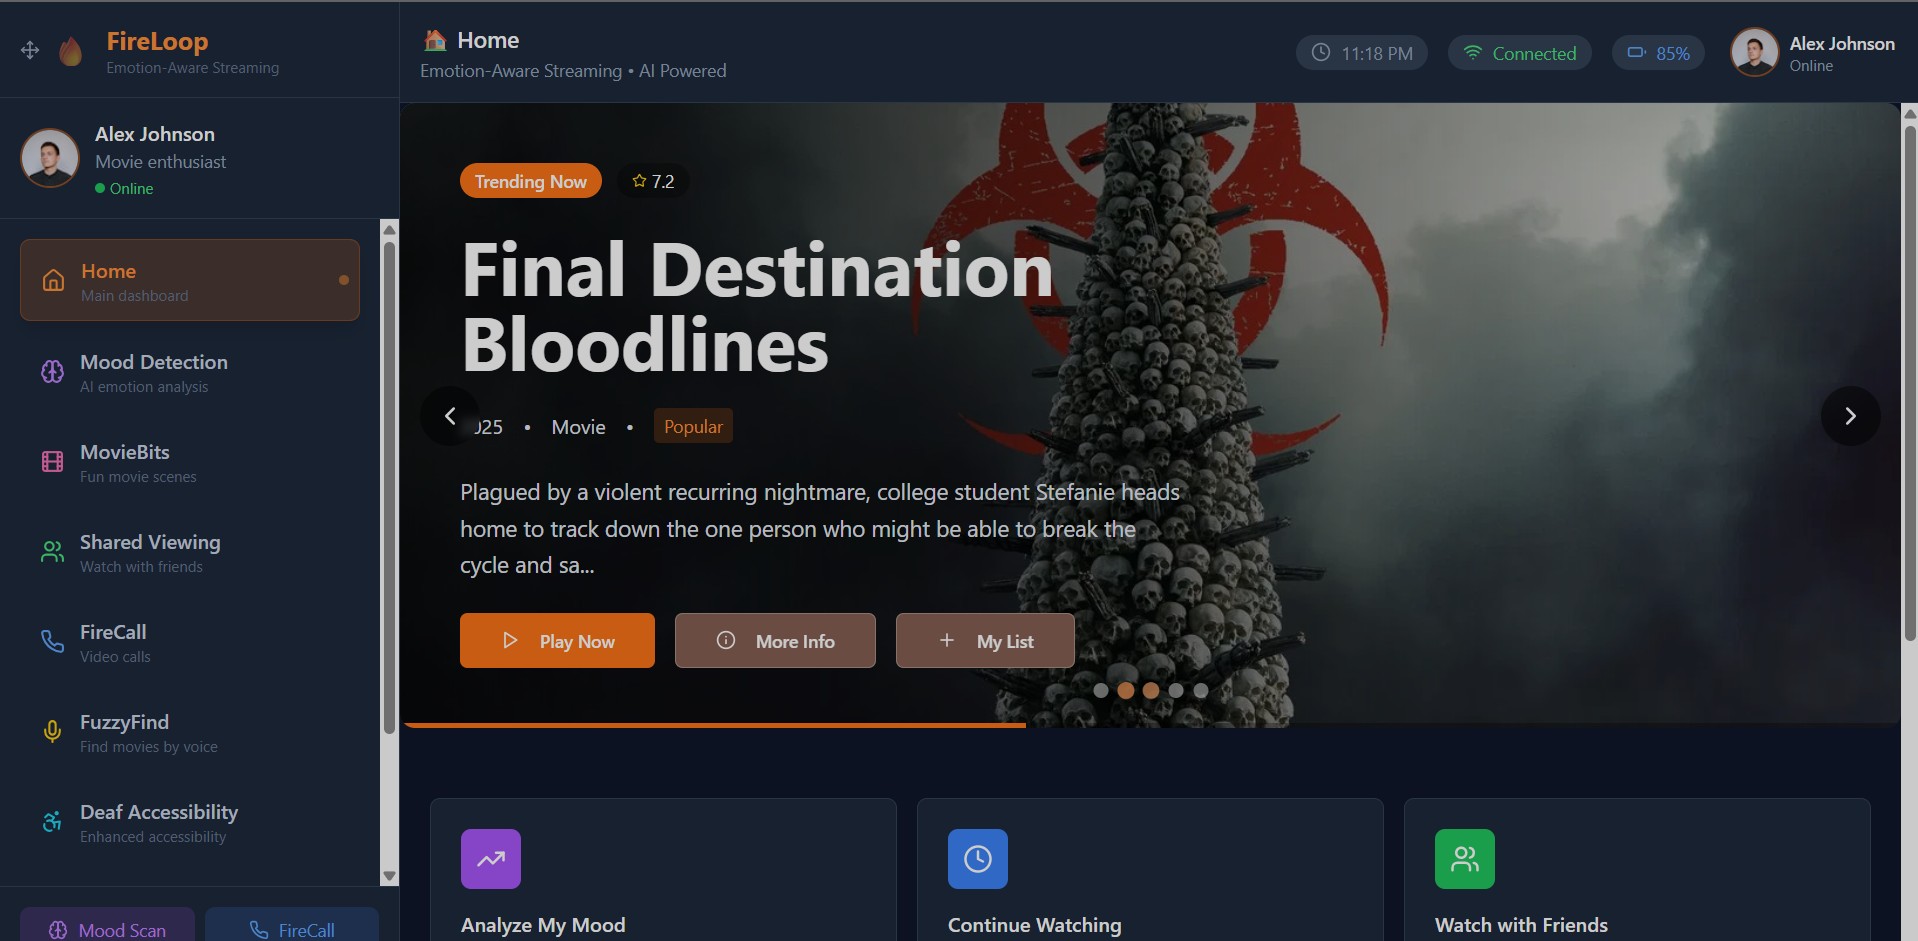 FireLoop
Emotion-Aware Streaming
Alex Johnson
Movie enthusiast
Online
Home
Main dashboard
Mood Detection
AI emotion analysis
MovieBits
Fun movie scenes
Shared Viewing
Watch with friends
FireCall
Video calls
FuzzyFind
Find movies by voice
Deaf Accessibility
Enhanced accessibility
Mood Scan
FireCall
Home
Emotion-Aware Streaming • AI Powered
11:18 PM
Connected
85%
Alex Johnson
Online
Trending Now
7.2
Final Destination
Bloodlines
025 • Movie • Popular
Plagued by a violent recurring nightmare, college student Stefanie heads
home to track down the one person who might be able to break the
cycle and sa...
Play Now
More Info
My List
Analyze My Mood
Continue Watching
Watch with Friends